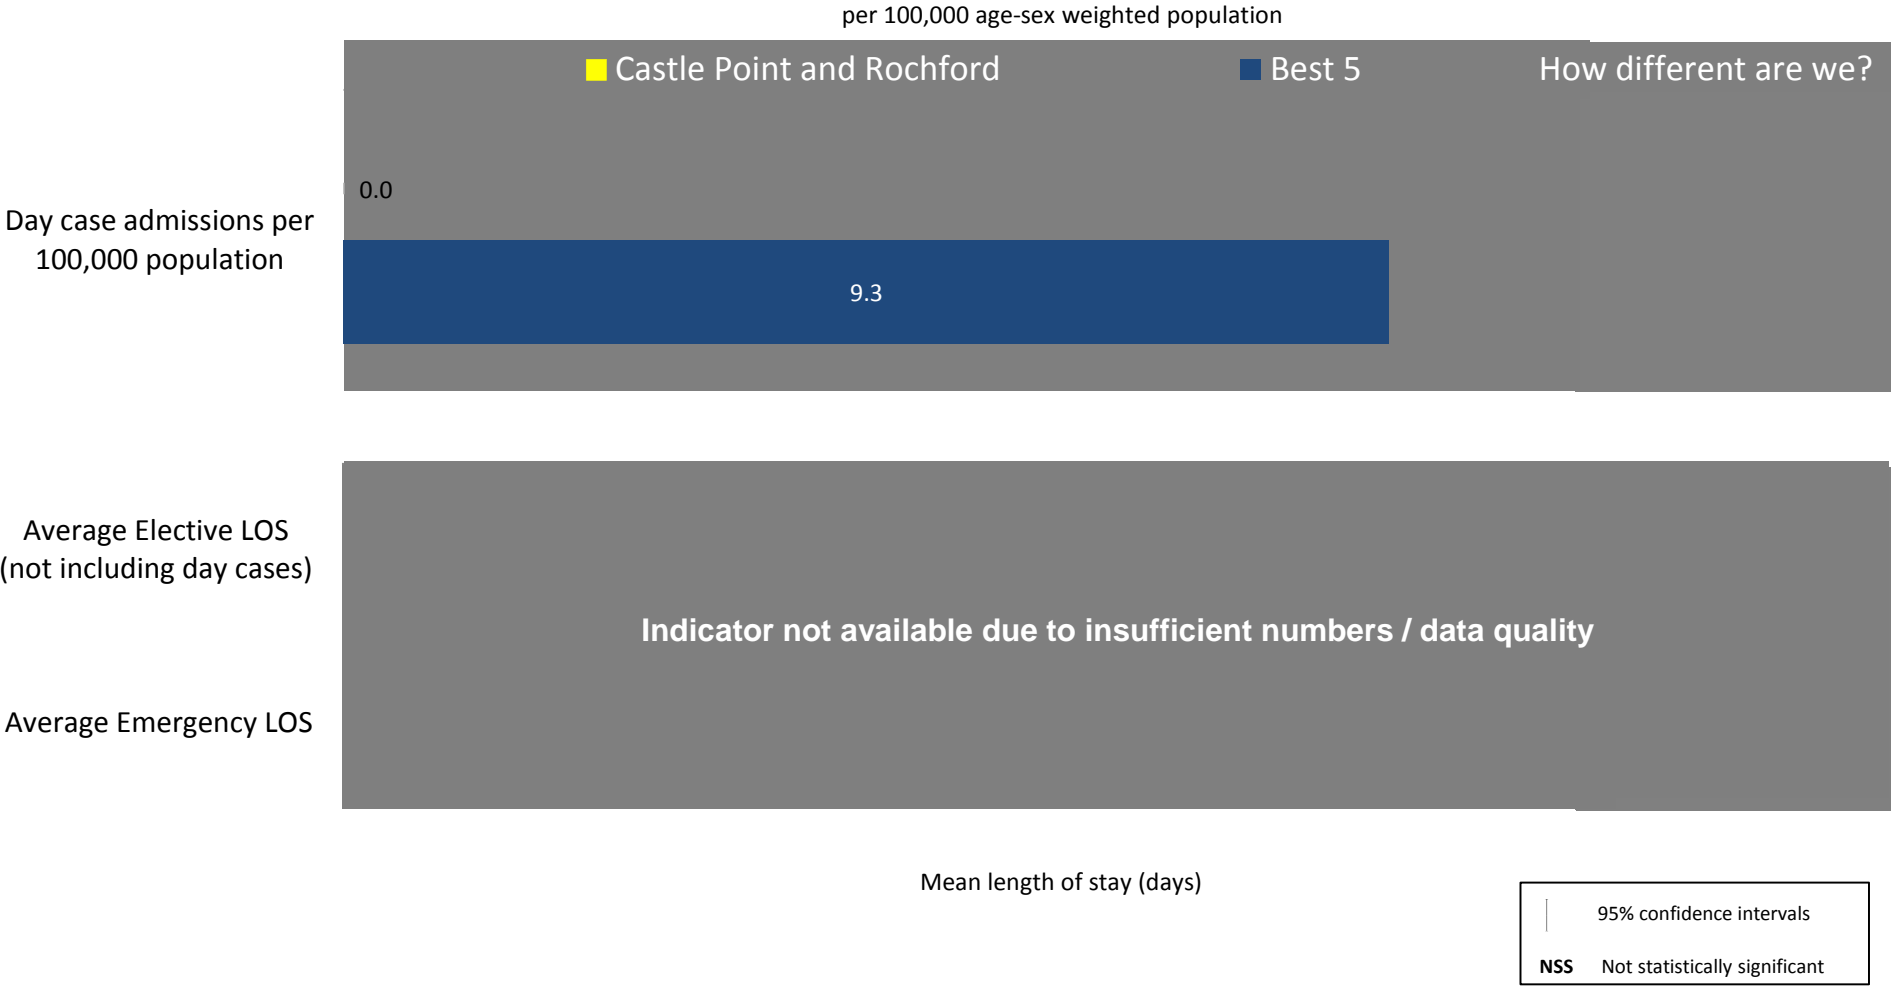 per 100,000 age-sex weighted population
Castle Point and Rochford Best 5 How different are we?
0.0
Day case admissions per
100,000 population
9.3
Average Elective LOS
(not including day cases)
Indicator not available due to insufficient numbers / data quality
Average Emergency LOS
Mean length of stay (days)
95% confidence intervals
NSS Not statistically significant